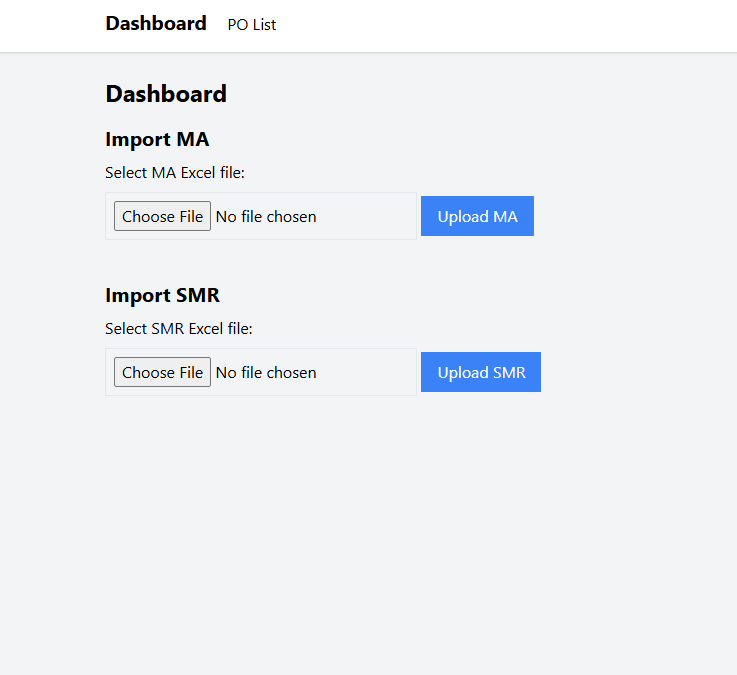 Dashboard PO List
Dashboard
Import MA
Select MA Excel file:
Choose File No file chosen Upload MA
Import SMR
Select SMR Excel file:
Choose File No file chosen Upload SMR